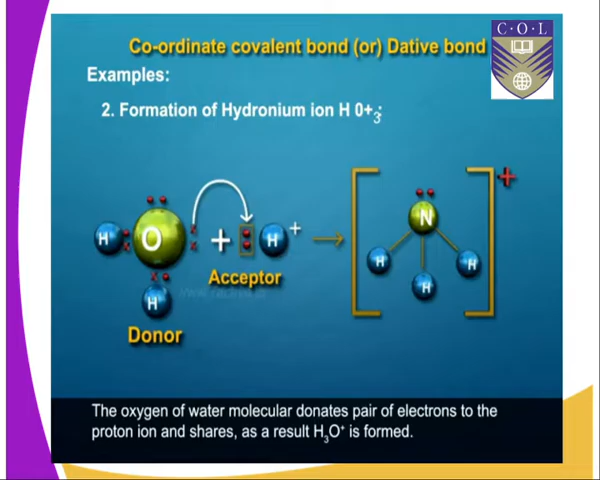 C·O·L
Co-ordinate covalent bond (or) Dative bond
Examples:
2. Formation of Hydronium ion H 0+3:
H O + H + N +
H H H
H
Acceptor
Donor
The oxygen of water molecular donates pair of electrons to the
proton ion and shares, as a result H3O+ is formed.